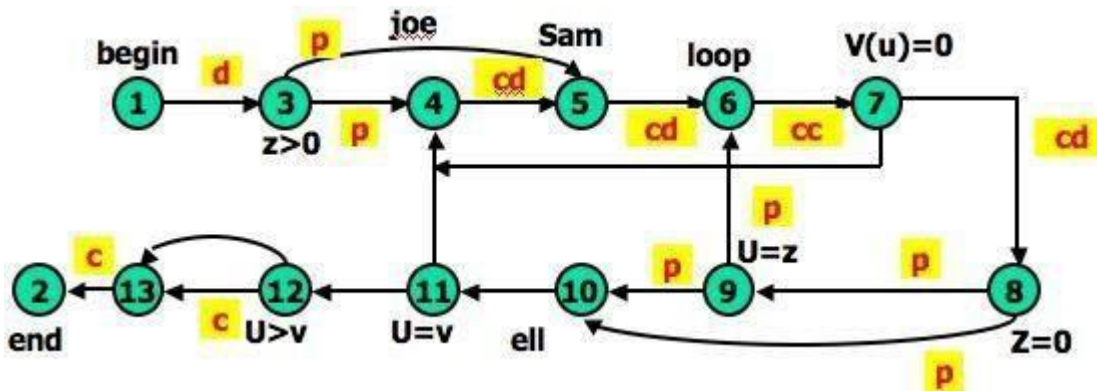 joe
begin
p
Sam
V(u)=0
loop
d
cd
1
3
4
5
6
7
z>0
p
cd
cc
cd
p
U=z
c
p
p
2
13
12
11
10
9
8
end
c
U>v
U=v
ell
p
Z=0